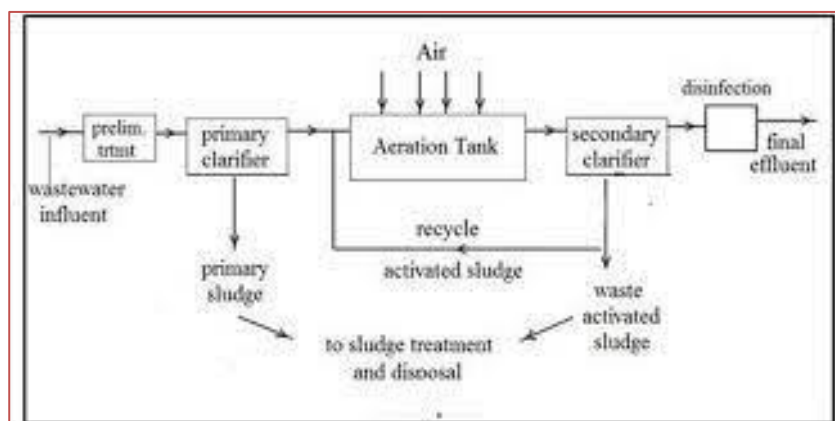 Air
disinfection
prelim.
trtmt
primary
clarifier
Aeration Tank
secondary
clarifier
final
effluent
wastewater
influent
recycle
activated sludge
primary
sludge
waste
activated
sludge
to sludge treatment
and disposal